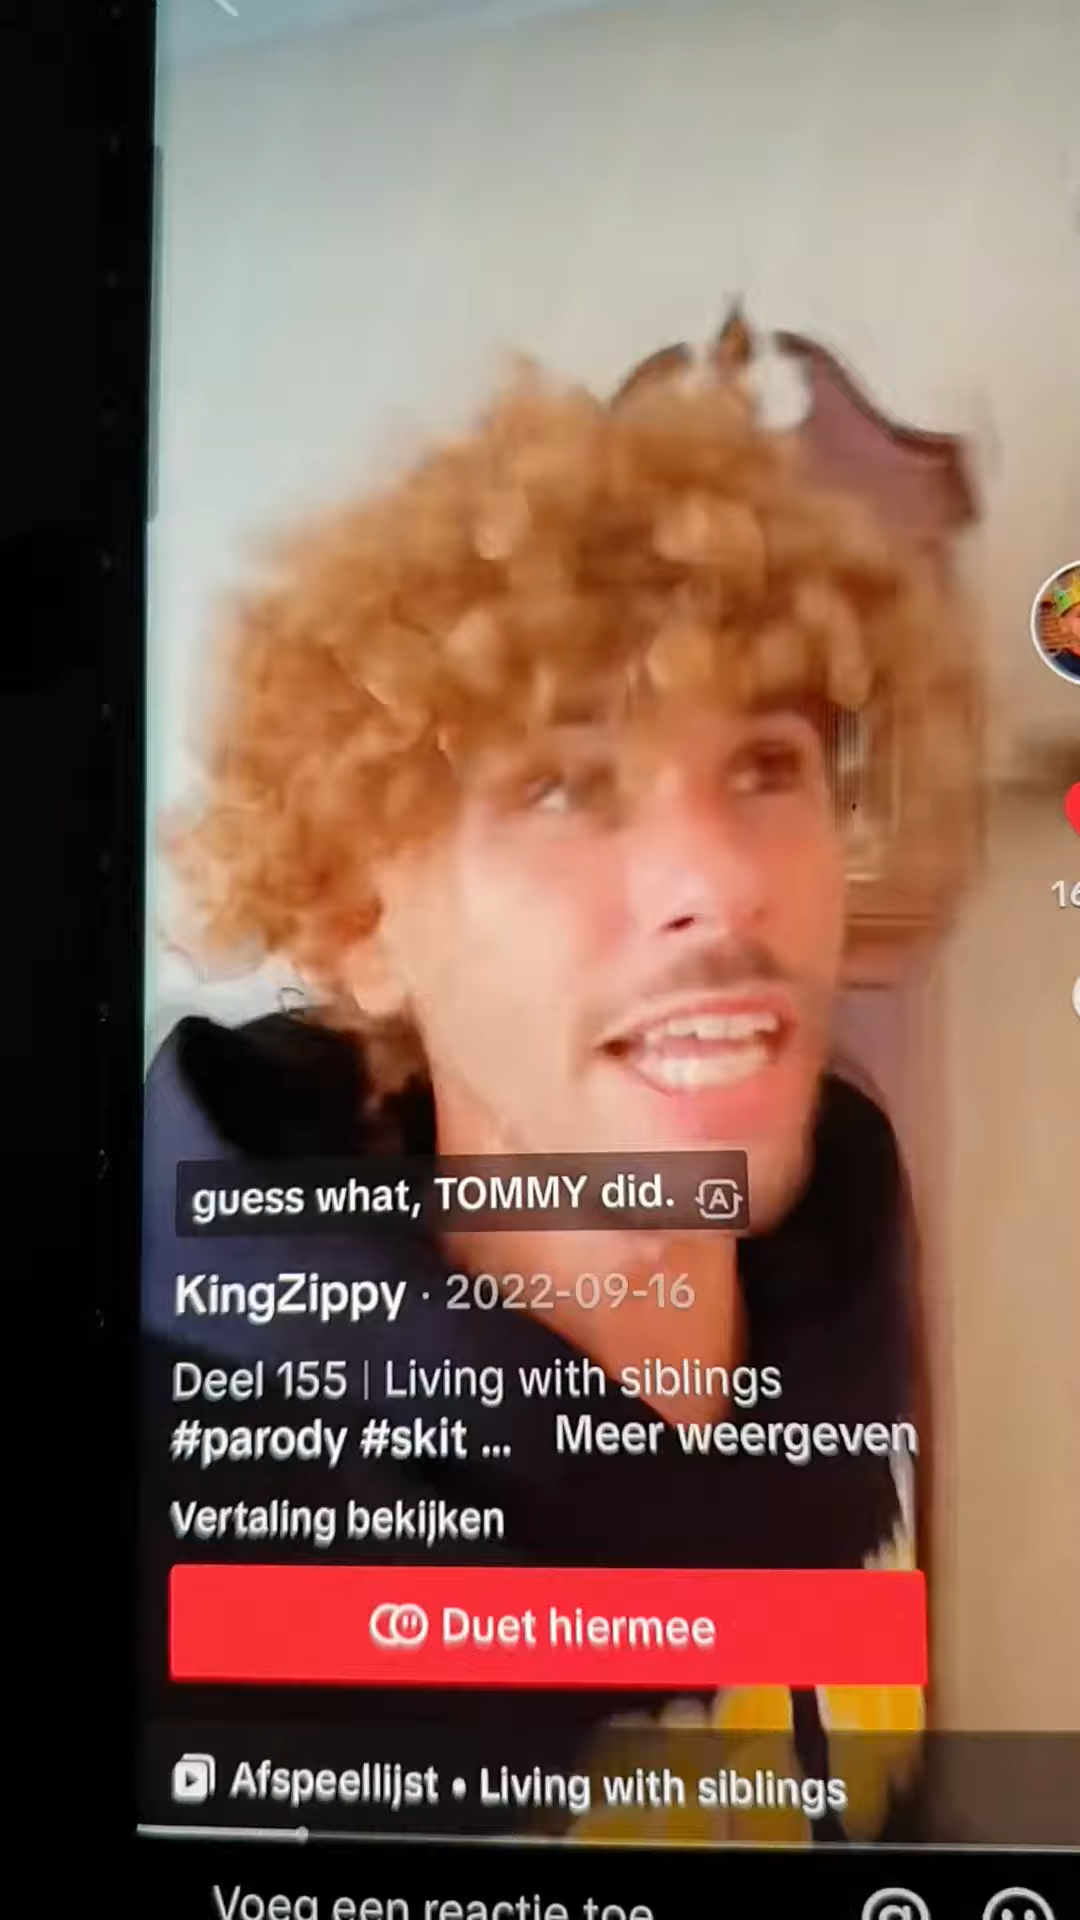 guess what, TOMMY did. A
KingZippy · 2022-09-16
Deel 155 | Living with siblings
#parody #skit ... Meer weergeven
Vertaling bekijken
Duet hiermee
Afspeellijst • Living with siblings
Voeg een reactie toe
@